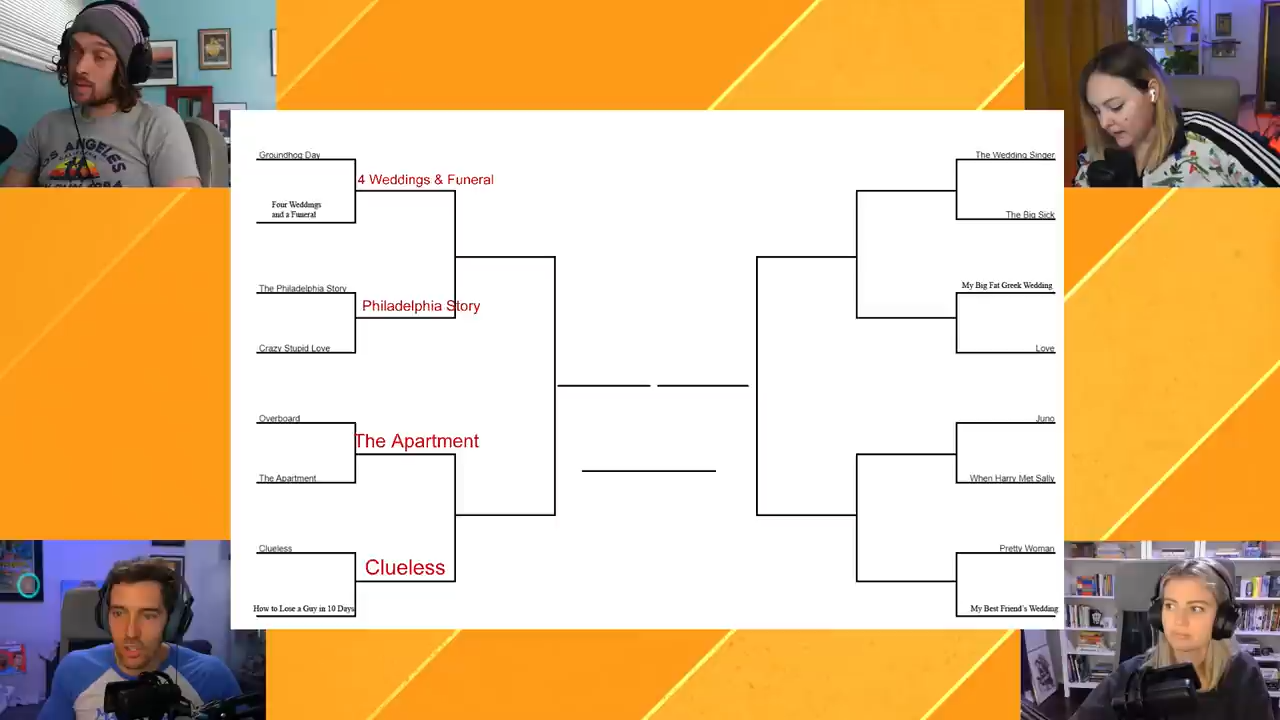 Groundhog Day
4 Weddings & Funeral
Four Weddings
and a Funeral
The Philadelphia Story
Philadelphia Story
Crazy Stupid Love
Overboard
The Apartment
The Apartment
Clueless
Clueless
How to Lose a Guy in 10 Days
The Wedding Singer
The Big Sick
My Big Fat Greek Wedding
Love
Juno
When Harry Met Sally
Pretty Woman
My Best Friend's Wedding
OS ANGELES